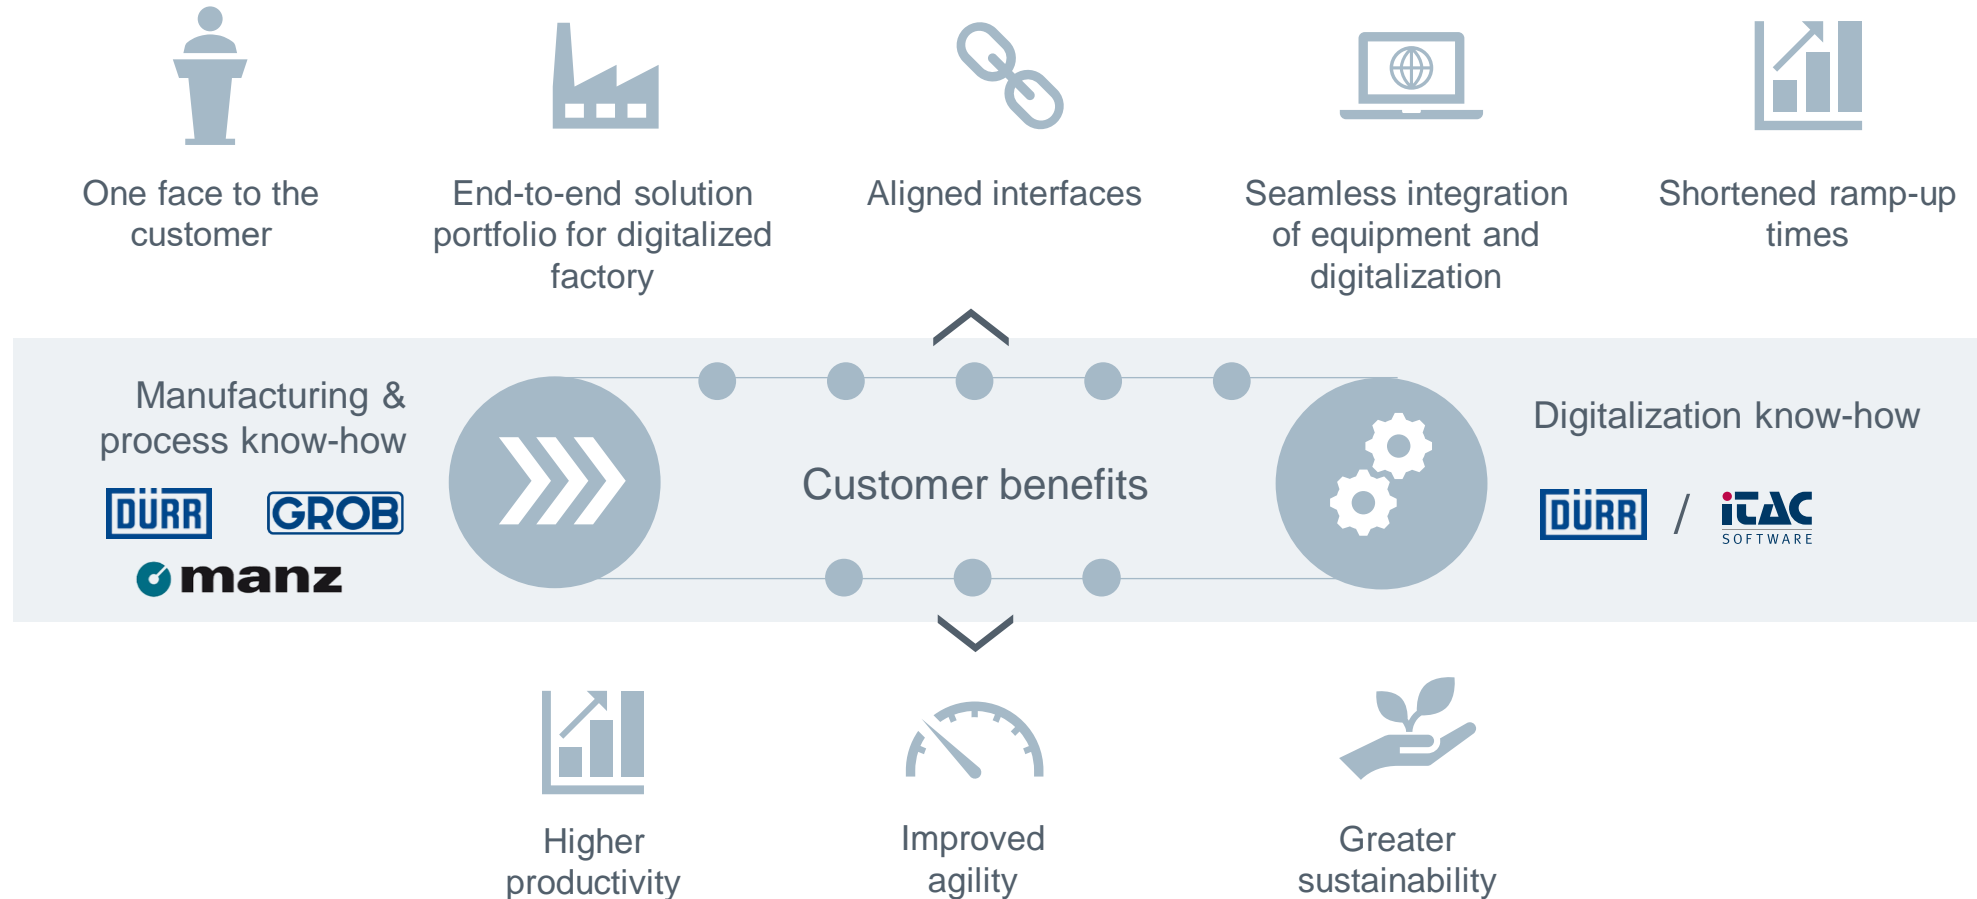 One face to the
customer
End-to-end solution
portfolio for digitalized
factory
Aligned interfaces
Seamless integration
of equipment and
digitalization
Shortened ramp-up
times
Manufacturing &
process know-how
DÜRR
GROB
manz
Customer benefits
Digitalization know-how
DÜRR / iTAC
SOFTWARE
Higher
productivity
Improved
agility
Greater
sustainability